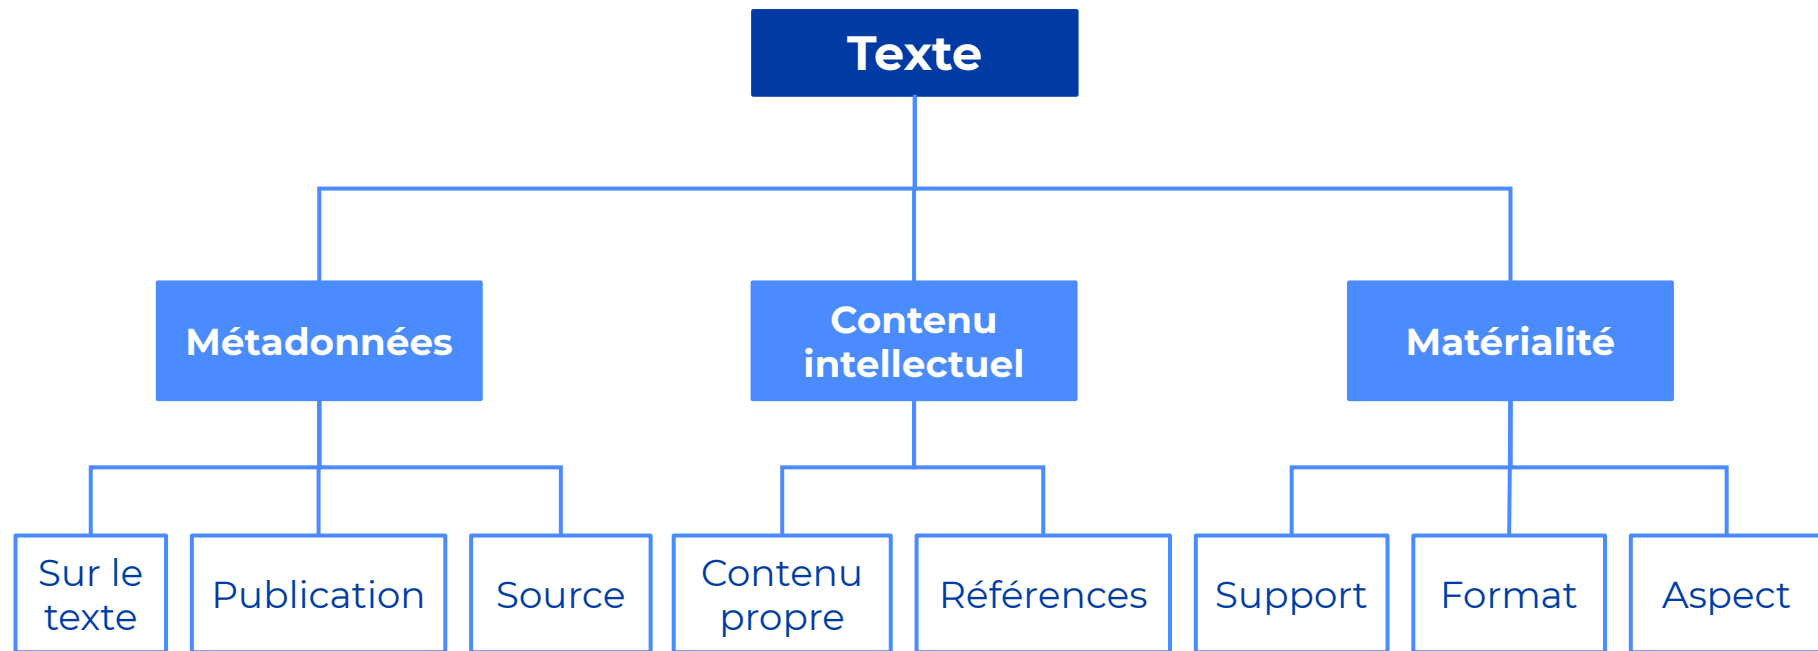 Texte
Métadonnées
Contenu
intellectuel
Matérialité
Sur le
texte
Publication
Source
Contenu
propre
Références
Support
Format
Aspect